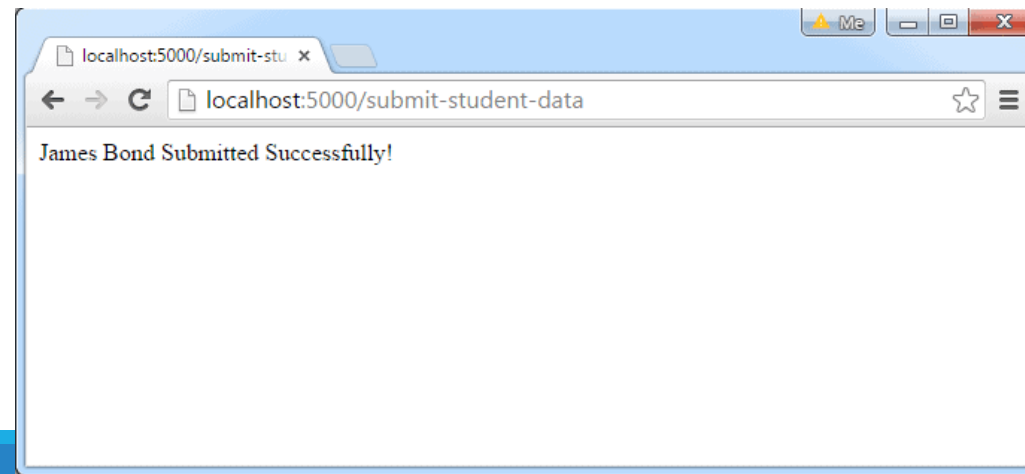 Me
localhost:5000/submit-stu
localhost:5000/submit-student-data
James Bond Submitted Successfully!